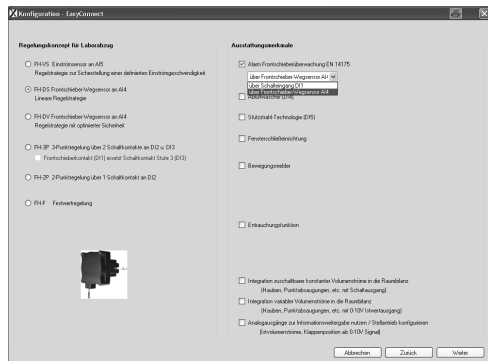 Konfiguration - EasyConnect
Regelungskonzept für Laborabzug
FH-VS Einströmsensor an AI5
Regelstrategie zur Sicherstellung eines definierten Einströmgeschwindigkeit
FH-DS Frontschieber-Wegsensor an AI4
Lineare Regelstrategie
FH-DV Frontschieber-Wegsensor an AI4
Regelstrategie mit optimierter Sicherheit
FH-3P 3-Punktregelung über 2 Schaltkontakte an DI2 u. DI3
Frontschieberkontakt (DI1) ersetzt Schaltkontakt Stufe 3 (DI3)
FH-2P 2-Punktregelung über 1 Schaltkontakt an DI2
FH-F Festwertregelung
Ausstattungsmerkmale
Alarm Frontschieberüberwachung EN 14175
über Frontschieber-Wegsensor AI4
über Schalteingang DI1
über Frontschieber-Wegsensor AI4
Abluftwäscher (DI4)
Stützstrahl-Technologie (DI5)
Fensterschließeinrichtung
Bewegungsmelder
Entrauchungsfunktion
Integration zuschaltbarer konstanter Volumenströme in die Raumbilanz
(Hauben, Punktabsaugungen, etc. mit Schaltausgang)
Integration variabler Volumenströme in die Raumbilanz
(Hauben, Punktabsaugungen, etc. mit 0-10V Istwertausgang)
Analogausgänge zur Informationsweitergabe nutzen / Stellantrieb konfigurieren
(Istvolumenströme, Klappenposition als 0-10V Signal)
Abbrechen
Zurück
Weiter